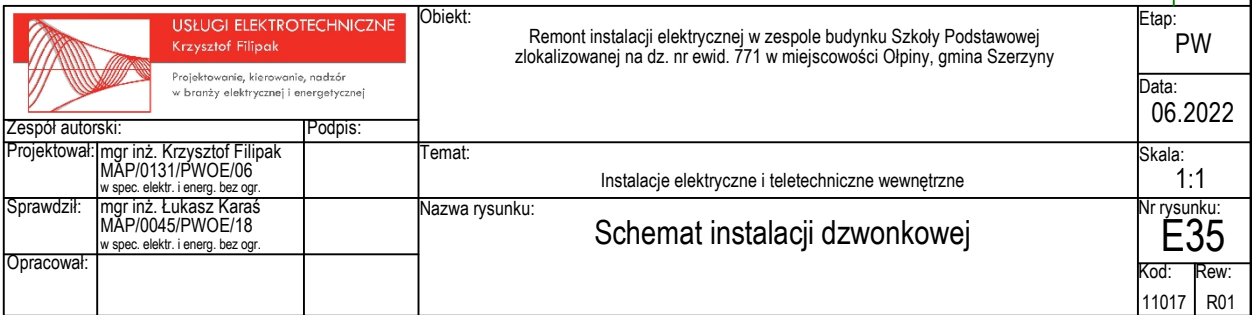 USŁUGI ELEKTROTECHNICZNE
Krzysztof Filipak
Projektowanie, kierowanie, nadzór
w branży elektrycznej i energetycznej
Obiekt:
Remont instalacji elektrycznej w zespole budynku Szkoły Podstawowej
zlokalizowanej na dz. nr ewid. 771 w miejscowości Ołpiny, gmina Szerzyny
Etap:
PW
Data:
06.2022
Zespół autorski:
Podpis:
Projektował:
mgr inż. Krzysztof Filipak
MAP/0131/PWOE/06
w spec. elektr. i energ. bez ogr.
Temat:
Instalacje elektryczne i teletechniczne wewnętrzne
Skala:
1:1
Sprawdził:
mgr inż. Łukasz Karaś
MAP/0045/PWOE/18
w spec. elektr. i energ. bez ogr.
Nazwa rysunku:
Schemat instalacji dzwonkowej
Nr rysunku:
E35
Opracował:
Kod:
11017
Rew:
R01